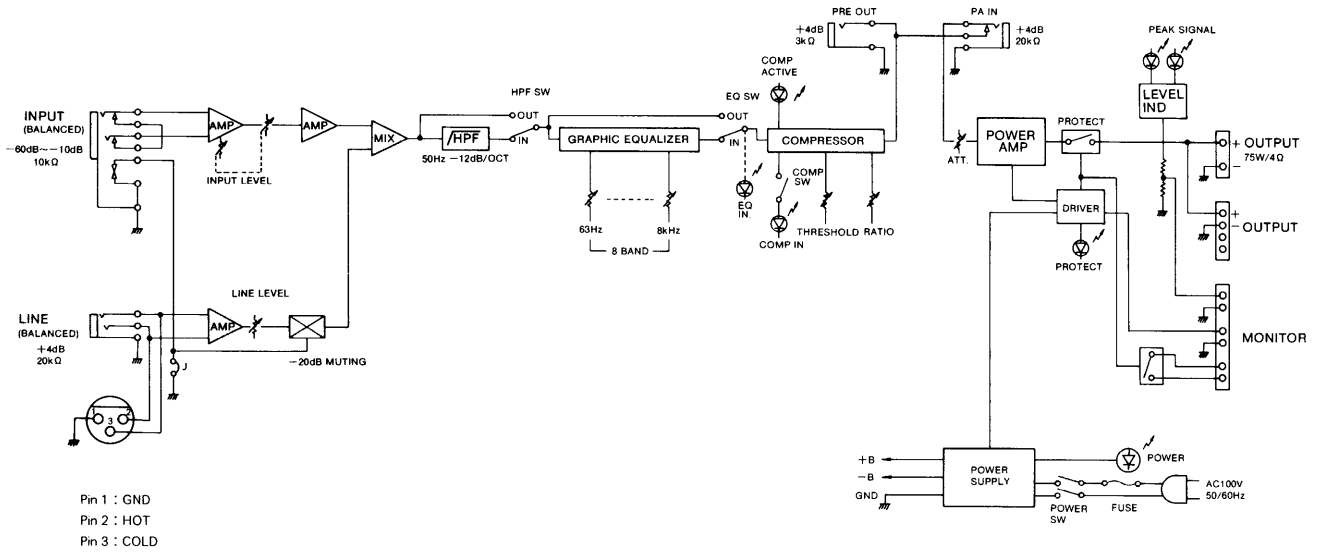 PRE OUT
PA IN
+4dB
3kΩ
+4dB
20kΩ
PEAK SIGNAL
LEVEL
IND
COMP
ACTIVE
HPF SW
EQ SW
INPUT
(BALANCED)
−60dB~−10dB
10kΩ
AMP
AMP
MIX
INPUT LEVEL
OUT
IN
HPF
50Hz −12dB/OCT
GRAPHIC EQUALIZER
OUT
IN
COMPRESSOR
ATT.
POWER
AMP
PROTECT
+ OUTPUT
75W/4Ω
−
EQ
IN
COMP
SW
COMP IN
THRESHOLD RATIO
63Hz
8kHz
8 BAND
DRIVER
PROTECT
+
− OUTPUT
LINE LEVEL
LINE
(BALANCED)
+4dB
20kΩ
AMP
−20dB MUTING
J
MONITOR
1
2
3
+B
−B
GND
POWER
SUPPLY
POWER
POWER
SW
FUSE
AC100V
50/60Hz
Pin 1 : GND
Pin 2 : HOT
Pin 3 : COLD